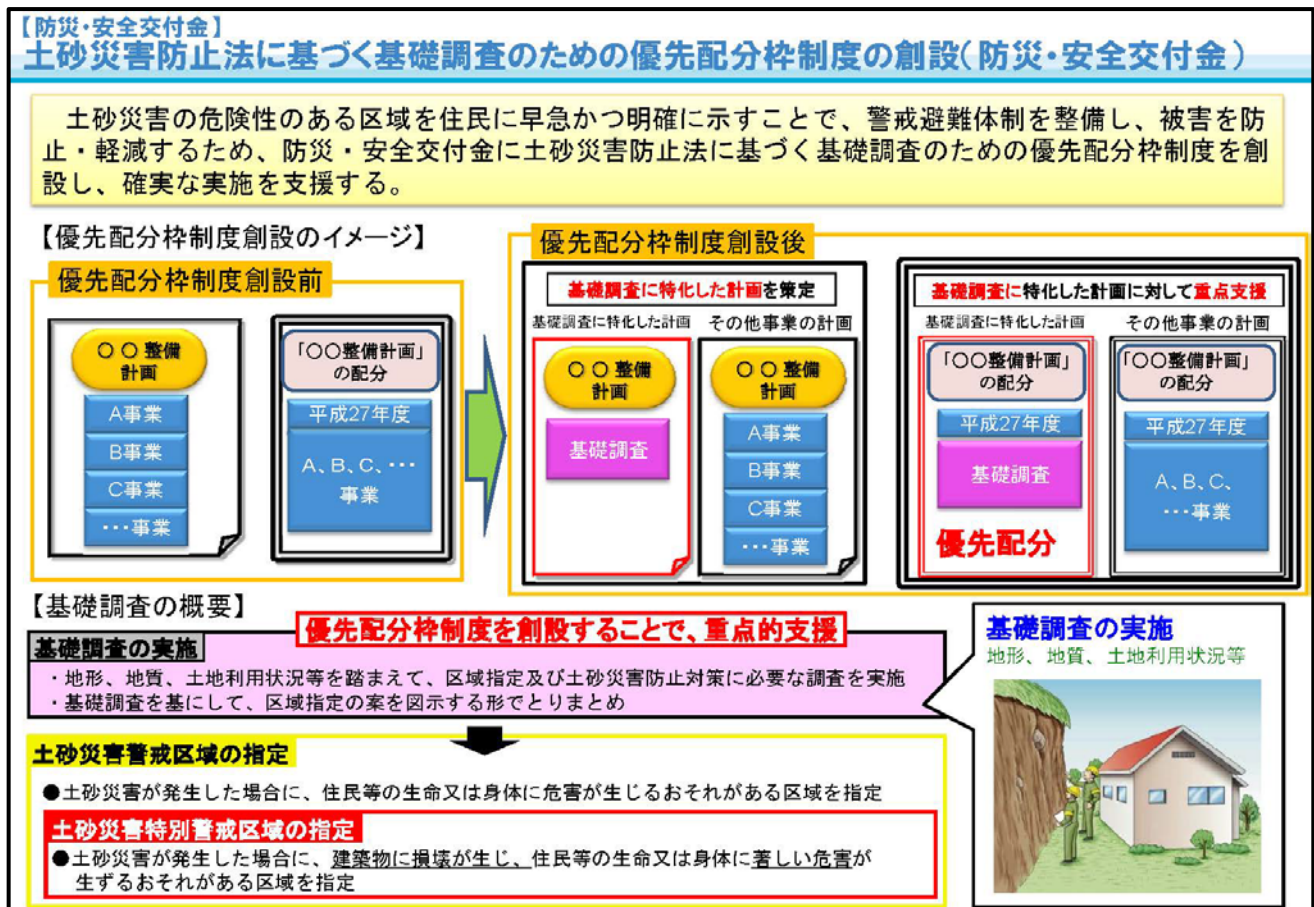 【防災・安全交付金】
土砂災害防止法に基づく基礎調査のための優先配分枠制度の創設(防災・安全交付金)
土砂災害の危険性のある区域を住民に早急かつ明確に示すことで、警戒避難体制を整備し、被害を防
止・軽減するため、防災・安全交付金に土砂災害防止法に基づく基礎調査のための優先配分枠制度を創
設し、確実な実施を支援する。
【優先配分枠制度創設のイメージ】
優先配分枠制度創設前
〇〇整備
計画
A事業
B事業
C事業
・・・事業
「〇〇整備計画」
の配分
平成27年度
A、B、C、・・・
事業
優先配分枠制度創設後
基礎調査に特化した計画を策定
基礎調査に特化した計画
その他事業の計画
〇〇整備
計画
基礎調査
〇〇整備
計画
A事業
B事業
C事業
・・・事業
基礎調査に特化した計画に対して重点支援
基礎調査に特化した計画
その他事業の計画
「〇〇整備計画」
の配分
平成27年度
基礎調査
優先配分
「〇〇整備計画」
の配分
平成27年度
A、B、C、
・・・事業
【基礎調査の概要】
優先配分枠制度を創設することで、重点的支援
基礎調査の実施
・地形、地質、土地利用状況等を踏まえて、区域指定及び土砂災害防止対策に必要な調査を実施
・基礎調査を基にして、区域指定の案を図示する形でとりまとめ
基礎調査の実施
地形、地質、土地利用状況等
土砂災害警戒区域の指定
●土砂災害が発生した場合に、住民等の生命又は身体に危害が生じるおそれがある区域を指定
土砂災害特別警戒区域の指定
●土砂災害が発生した場合に、建築物に損壊が生じ、住民等の生命又は身体に著しい危害が
生ずるおそれがある区域を指定